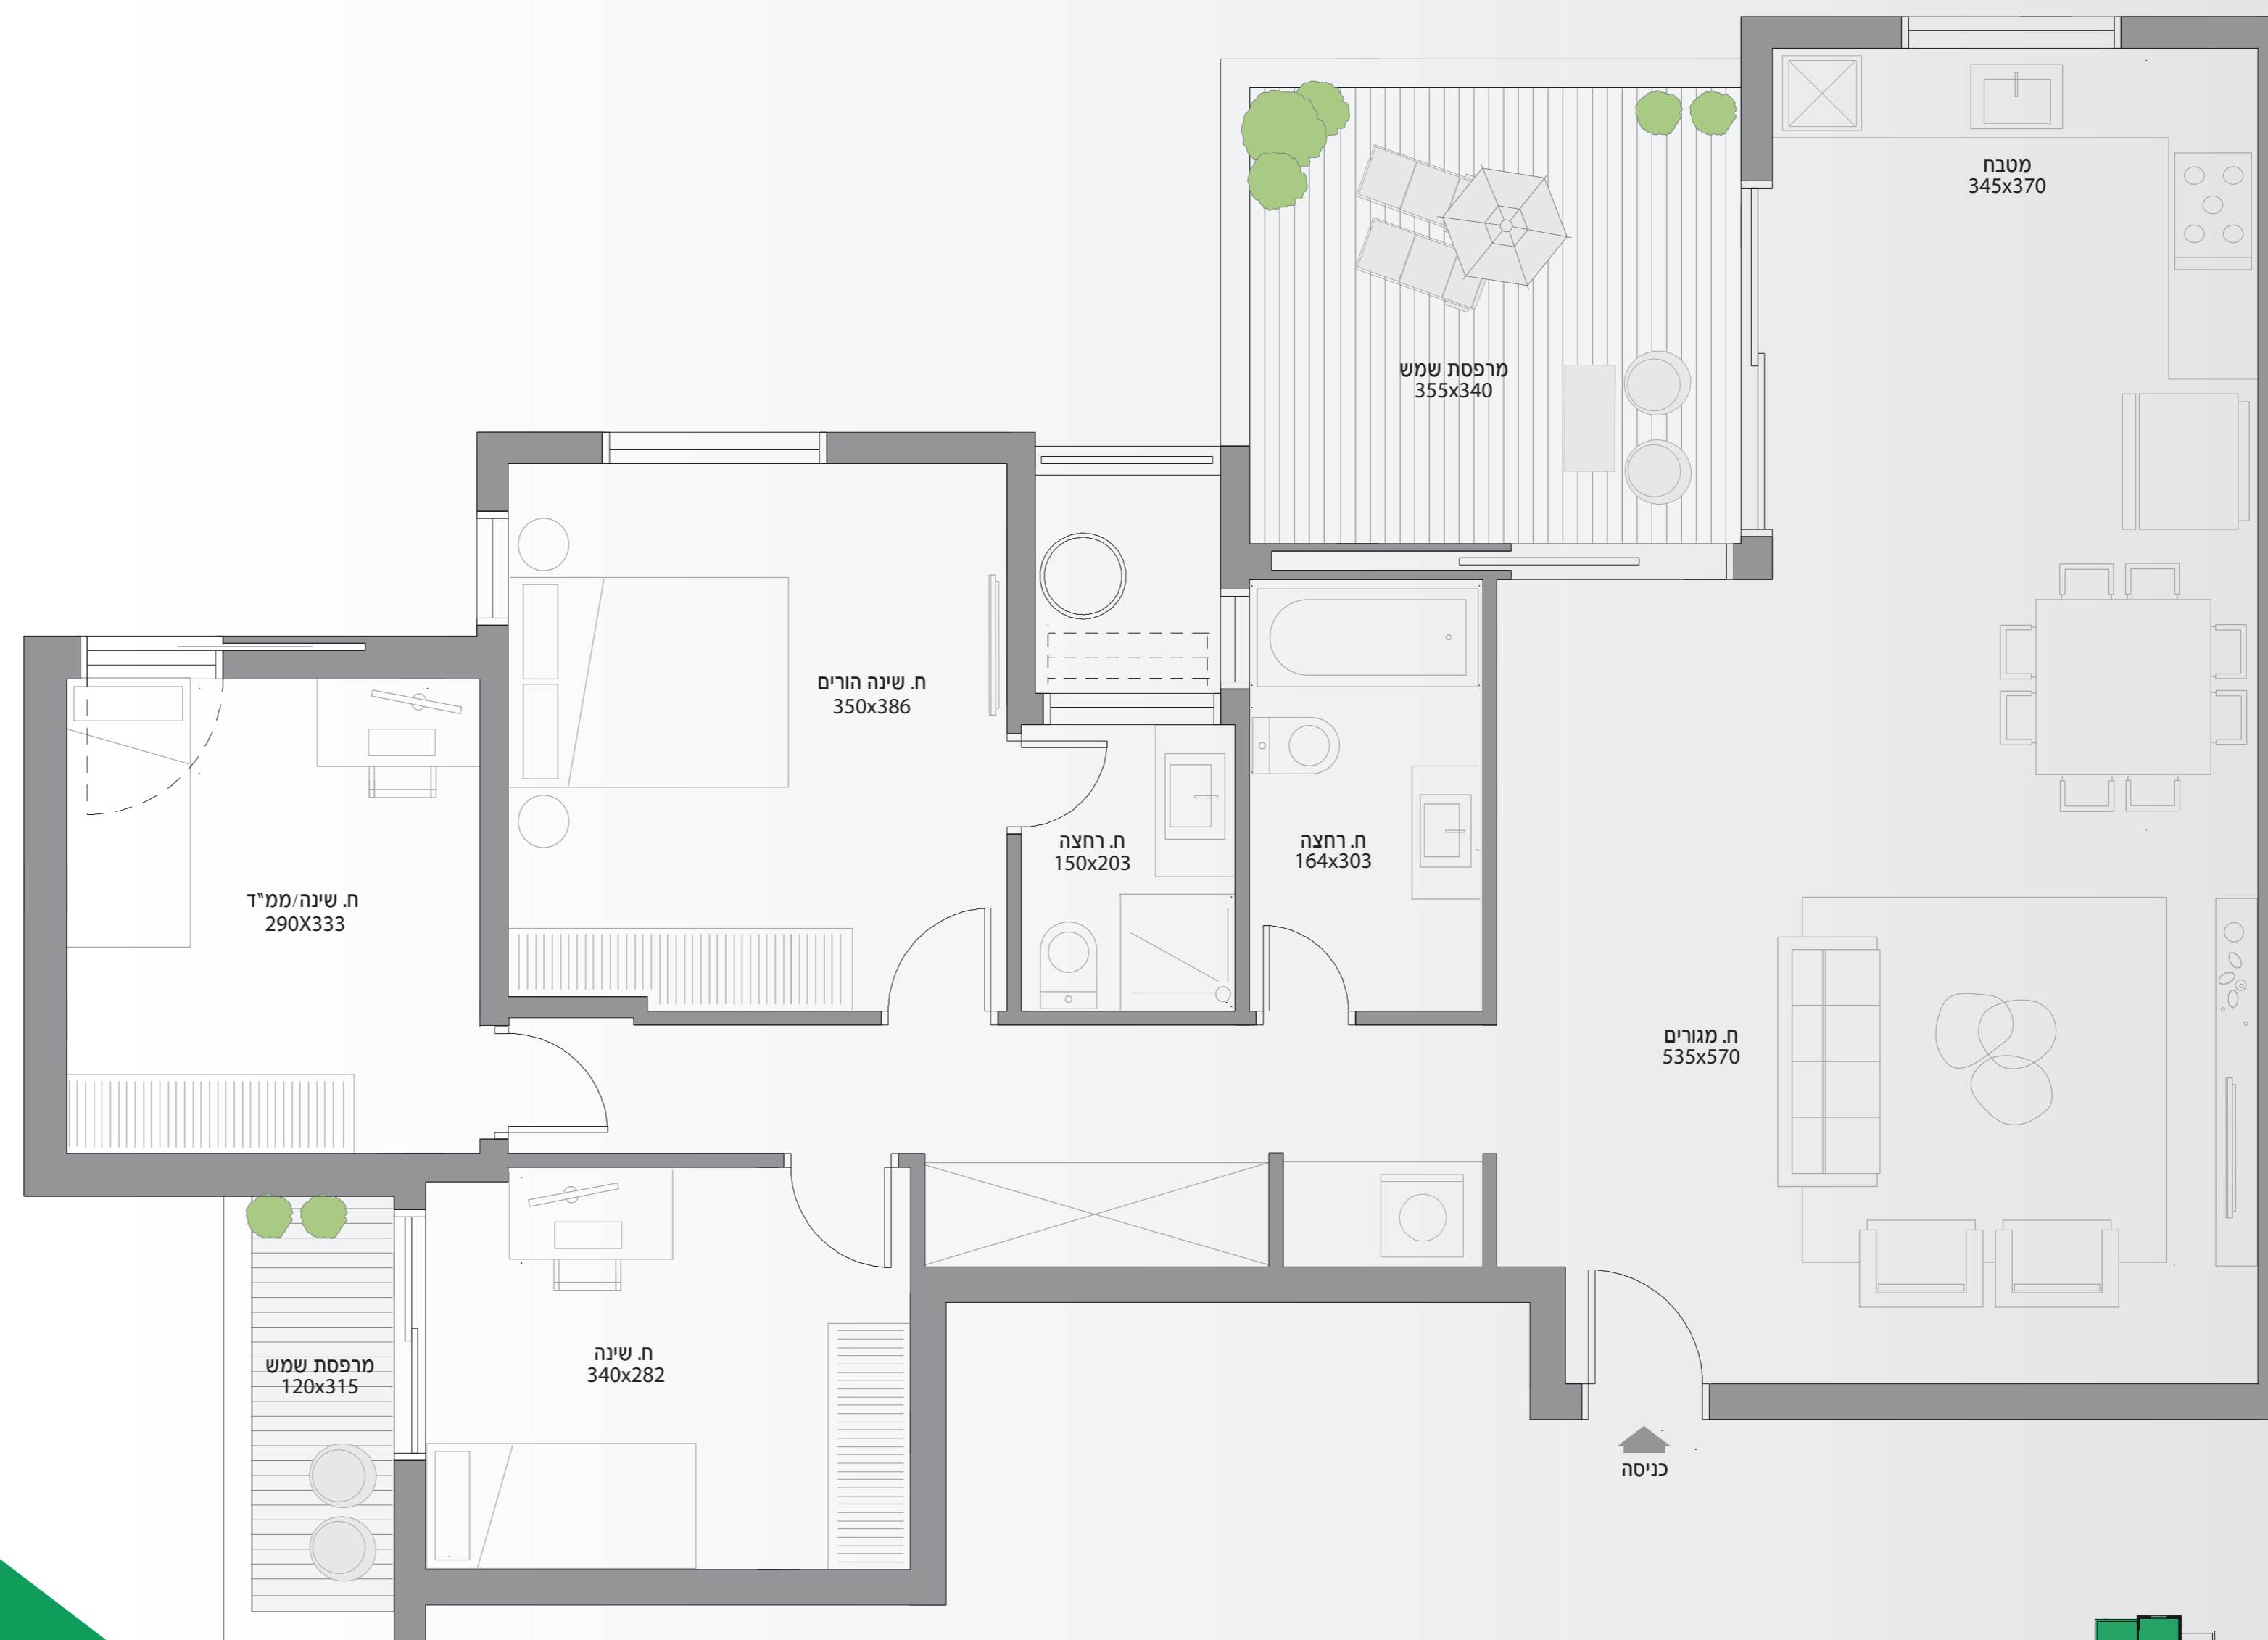 מטבח
345x370
מרפסת שמש
355x340
ח. שינה הורים
350x386
ח. רחצה
150x203
ח. רחצה
164x303
ח. שינה/ממ"ד
290X333
ח. מגורים
535x570
ח. שינה
340x282
מרפסת שמש
120x315
כניסה